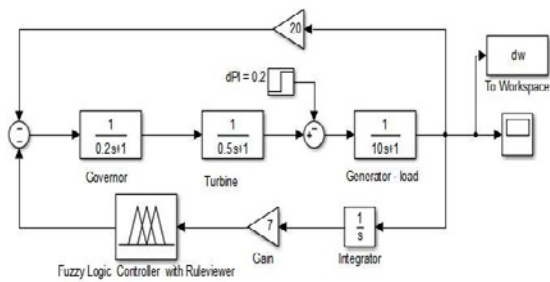 20
dw
To Workspace
dPl = 0.2
1
0.2s+1
Governor
1
0.5s+1
Turbine
1
10s+1
Generator - load
7
Gain
1
s
Integrator
Fuzzy Logic Controller with Ruleviewer